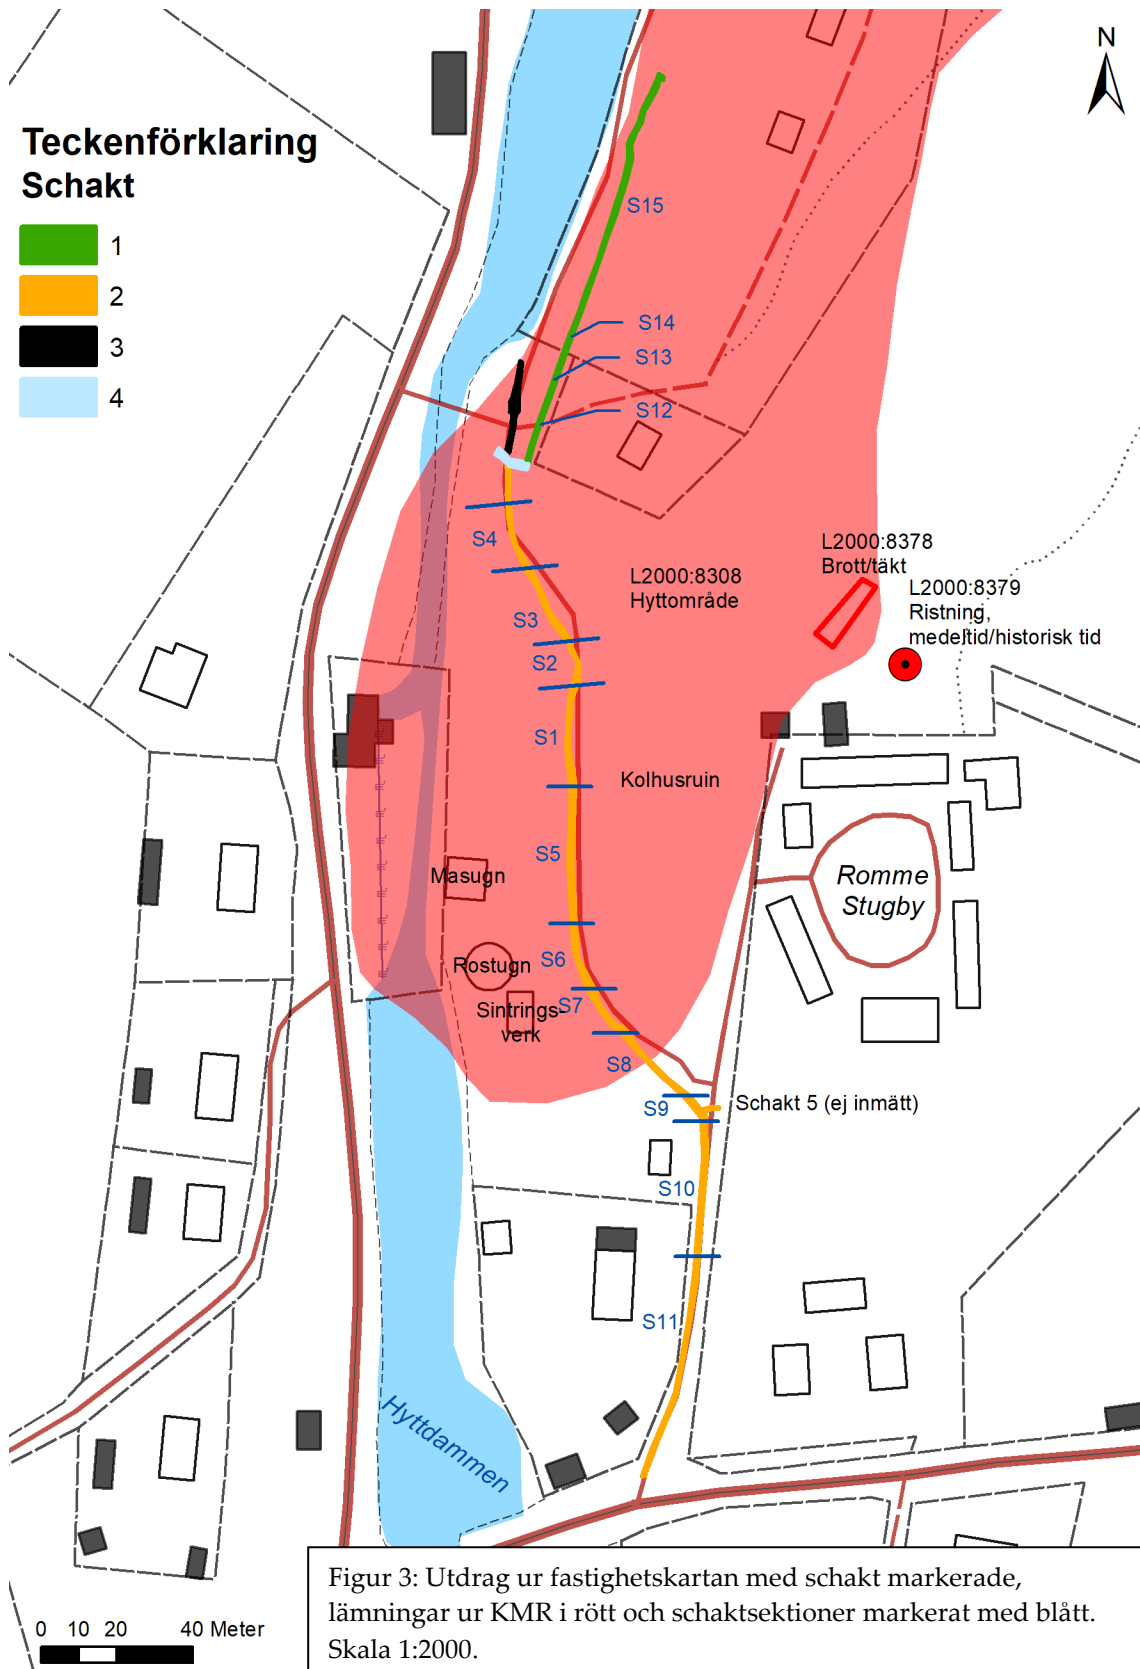 N
Teckenförklaring
Schakt
1
2
3
4
S15
S14
S13
S12
S4
L2000:8378
Brott/täkt
L2000:8308
Hyttområde
L2000:8379
Ristning,
medeltid/historisk tid
S3
S2
S1
Kolhusruin
S5
Masugn
Romme
Stugby
S6
Rostugn
S7
Sintrings-
verk
S8
S9
Schakt 5 (ej inmätt)
S10
S11
Hyttdammen
0 10 20 40 Meter
Figur 3: Utdrag ur fastighetskartan med schakt markerade,
lämningar ur KMR i rött och schaktsektioner markerat med blått.
Skala 1:2000.